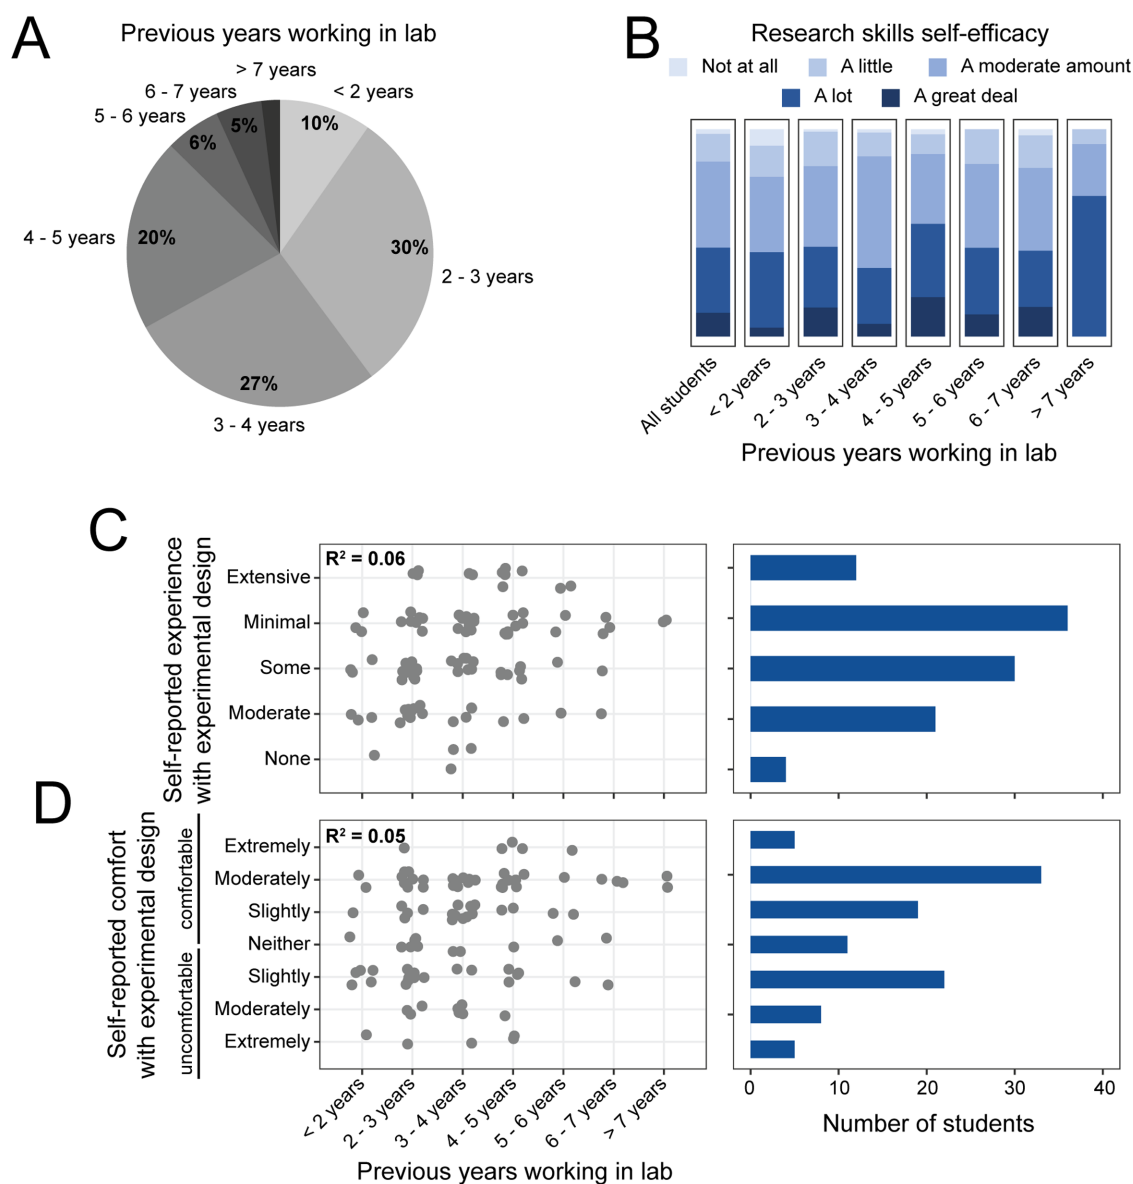 A
Previous years working in lab
> 7 years
6 - 7 years
< 2 years
5 - 6 years
5%
10%
6%
4 - 5 years
20%
30%
2 - 3 years
27%
3 - 4 years
B
Research skills self-efficacy
Not at all
A little
A moderate amount
A lot
A great deal
All students
< 2 years
2 - 3 years
3 - 4 years
4 - 5 years
5 - 6 years
6 - 7 years
> 7 years
Previous years working in lab
C
Self-reported experience
with experimental design
R² = 0.06
Extensive
Minimal
Some
Moderate
None
D
Self-reported comfort
with experimental design
comfortable
uncomfortable
R² = 0.05
Extremely
Moderately
Slightly
Neither
Slightly
Moderately
Extremely
< 2 years
2 - 3 years
3 - 4 years
4 - 5 years
5 - 6 years
6 - 7 years
> 7 years
Previous years working in lab
0 10 20 30 40
Number of students